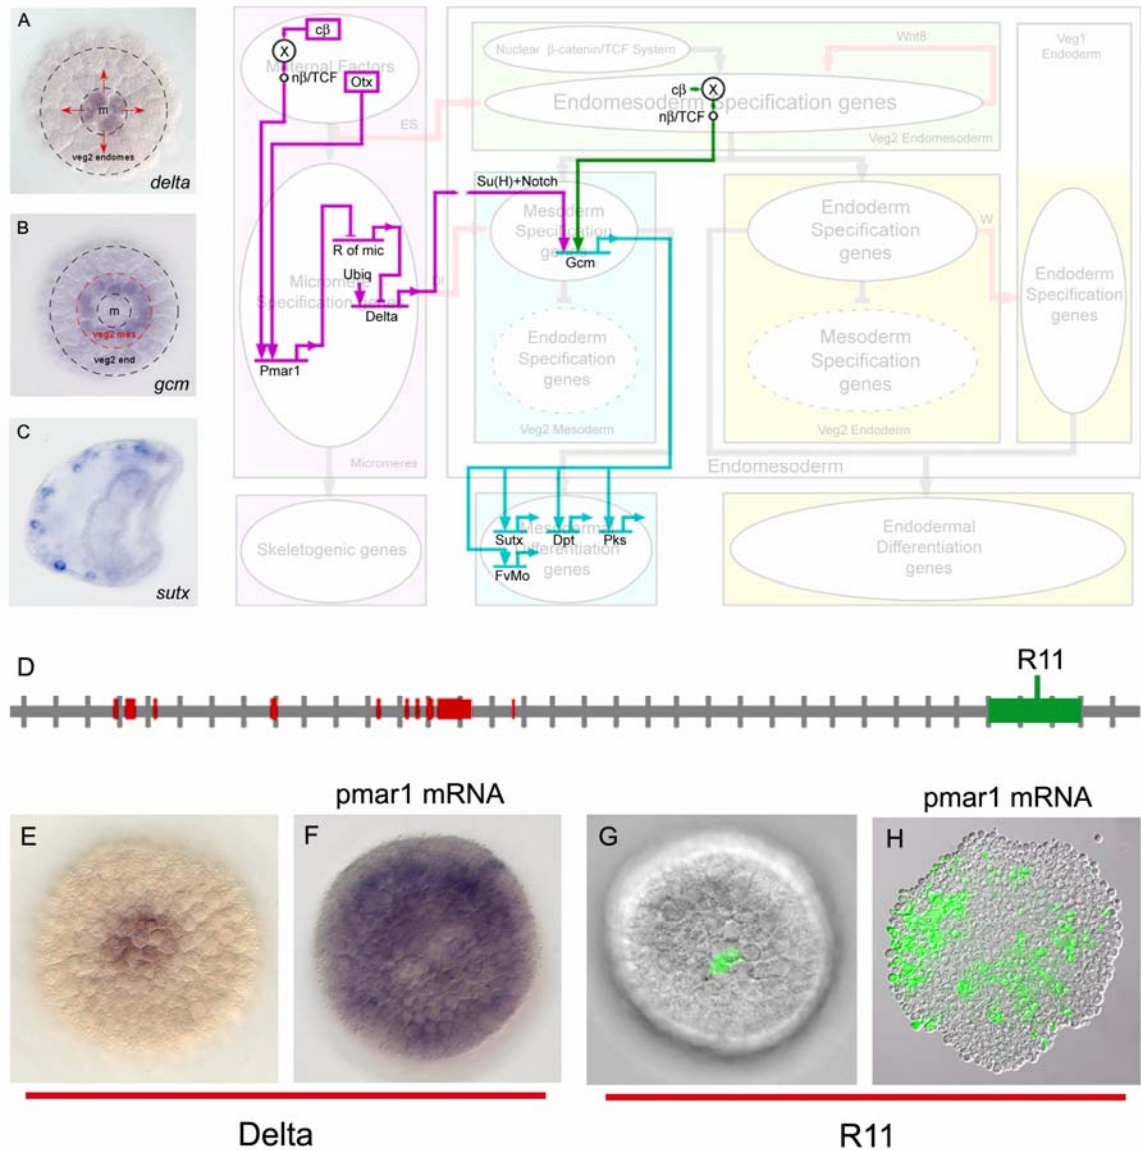 A
m
veg2 endomes
delta
B
m
veg2 mes
veg2 end
gcm
C
sutx
cβ
X
nβ/TCF
Maternal Factors
Otx
ES
Micromere
Specification genes
R of mic
Ubiq
Delta
Pmar1
Dl
Micromeres
Skeletogenic genes
Nuclear β-catenin/TCF System
Wnt8
Veg1
Endoderm
cβ
X
nβ/TCF
Endomesoderm Specification genes
Veg2 Endomesoderm
Su(H)+Notch
Mesoderm
Specification
genes
Gcm
Endoderm
Specification
genes
Veg2 Mesoderm
Endoderm
Specification
genes
W
Mesoderm
Specification
genes
Veg2 Endoderm
Endoderm
Specification
genes
Endomesoderm
Sutx
Dpt
Pks
FvMo
Mesodermal
Differentiation
genes
Endodermal
Differentiation
genes
D
R11
pmar1 mRNA
pmar1 mRNA
E
F
G
H
Delta
R11